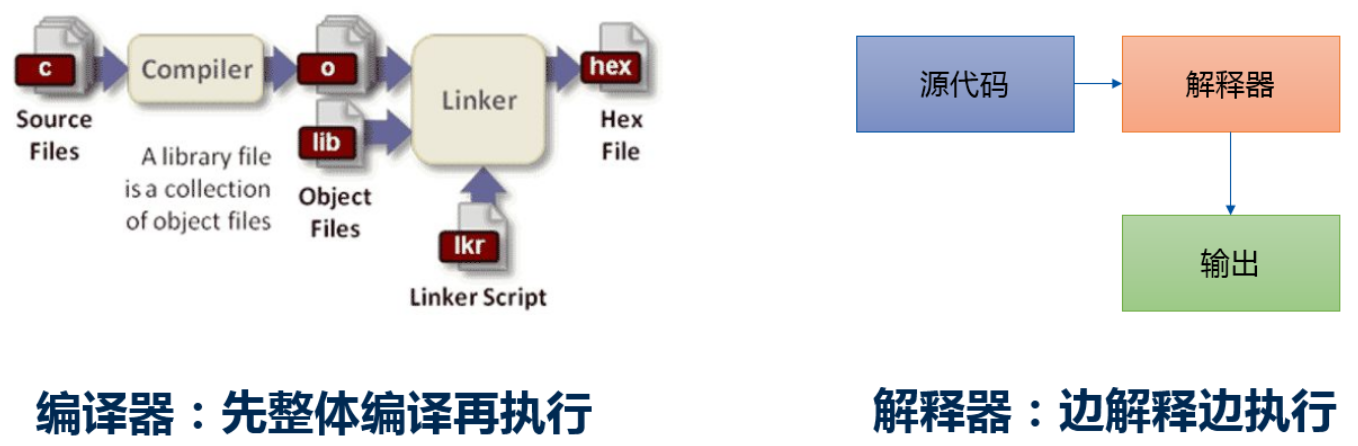 c
Source
Files
Compiler
A library file
is a collection
of object files
o
lib
Object
Files
Linker
lkr
Linker Script
hex
Hex
File
源代码
解释器
输出
编译器：先整体编译再执行
解释器：边解释边执行